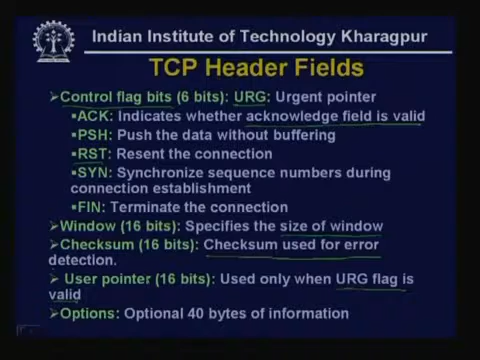 Indian Institute of Technology Kharagpur
TCP Header Fields
➢Control flag bits (6 bits): URG: Urgent pointer
▪ACK: Indicates whether acknowledge field is valid
▪PSH: Push the data without buffering
▪RST: Resent the connection
▪SYN: Synchronize sequence numbers during
connection establishment
▪FIN: Terminate the connection
➢Window (16 bits): Specifies the size of window
➢Checksum (16 bits): Checksum used for error
detection.
➢ User pointer (16 bits): Used only when URG flag is
valid
➢Options: Optional 40 bytes of information